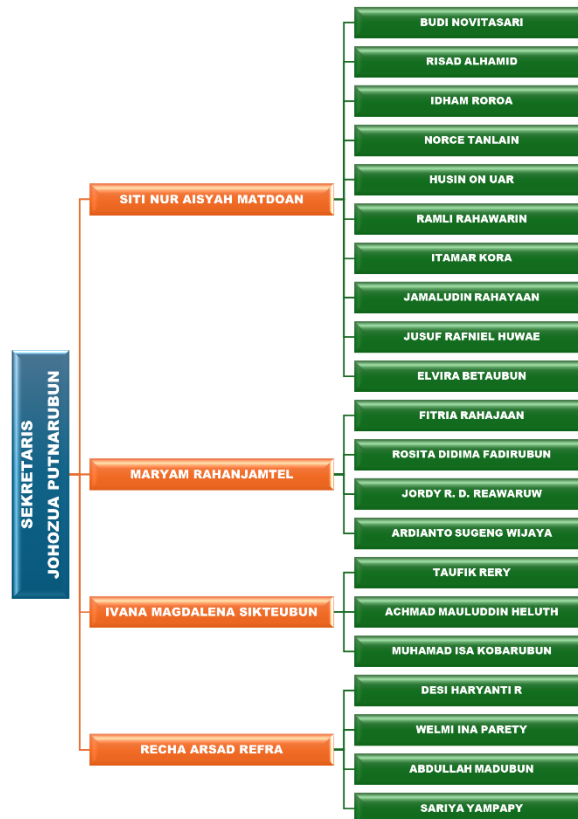 SEKRETARIS
JOHOZUA PUTNARUBUN
SITI NUR AISYAH MATDOAN
BUDI NOVITASARI
RISAD ALHAMID
IDHAM ROROA
NORCE TANLAIN
HUSIN ON UAR
RAMLI RAHAWARIN
ITAMAR KORA
JAMALUDIN RAHAYAAN
JUSUF RAFNIEL HUWAE
ELVIRA BETAUBUN
MARYAM RAHANJAMTEL
FITRIA RAHAJAAN
ROSITA DIDIMA FADIRUBUN
JORDY R. D. REAWARUW
ARDIANTO SUGENG WIJAYA
IVANA MAGDALENA SIKTEUBUN
TAUFIK RERY
ACHMAD MAULUDDIN HELUTH
MUHAMAD ISA KOBARUBUN
RECHA ARSAD REFRA
DESI HARYANTI R
WELMI INA PARETY
ABDULLAH MADUBUN
SARIYA YAMPAPY